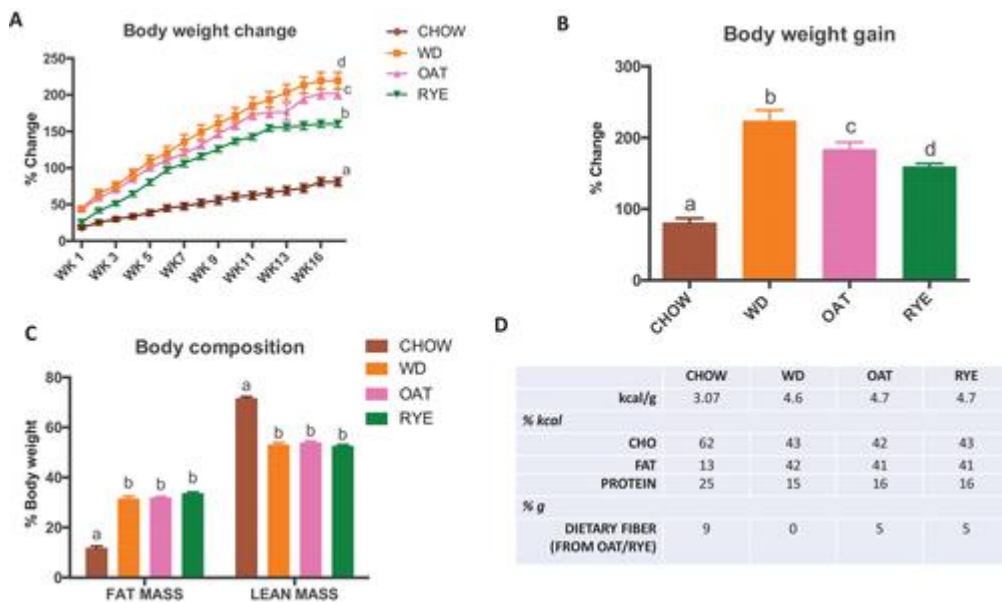 A
Body weight change
CHOW
WD
OAT
RYE
% Change
250
200
150
100
50
0
d
c
b
a
WK 1
WK 3
WK 5
WK7
WK 9
WK11
WK13
WK16
B
Body weight gain
% Change
300
200
100
0
a
b
c
d
CHOW
WD
OAT
RYE
C
Body composition
CHOW
WD
OAT
RYE
% Body weight
80
60
40
20
0
a
b
b
b
a
b
b
b
FAT MASS
LEAN MASS
D
CHOW WD OAT RYE
kcal/g 3.07 4.6 4.7 4.7
% kcal
CHO 62 43 42 43
FAT 13 42 41 41
PROTEIN 25 15 16 16
% g
DIETARY FIBER 9 0 5 5
(FROM OAT/RYE)